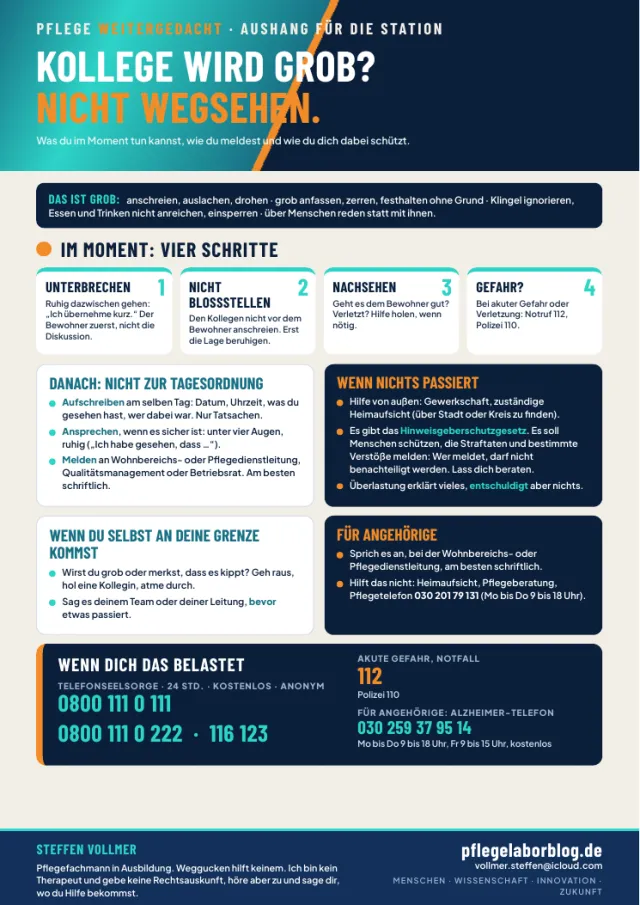 PFLEGE WEITERGEDACHT · AUSHANG FÜR DIE STATION
KOLLEGE WIRD GROB?
NICHT WEGSEHEN.
Was du im Moment tun kannst, wie du meldest und wie du dich dabei schützt.
DAS IST GROB: anschreien, auslachen, drohen · grob anfassen, zerren, festhalten ohne Grund · Klingel ignorieren,
Essen und Trinken nicht anreichen, einsperren · über Menschen reden statt mit ihnen.
IM MOMENT: VIER SCHRITTE
UNTERBRECHEN 1
Ruhig dazwischen gehen:
„Ich übernehme kurz.“ Der
Bewohner zuerst, nicht die
Diskussion.
NICHT 2
BLOSSSTELLEN
Den Kollegen nicht vor dem
Bewohner anschreien. Erst
die Lage beruhigen.
NACHSEHEN 3
Geht es dem Bewohner gut?
Verletzt? Hilfe holen, wenn
nötig.
GEFAHR? 4
Bei akuter Gefahr oder
Verletzung: Notruf 112,
Polizei 110.
DANACH: NICHT ZUR TAGESORDNUNG
Aufschreiben am selben Tag: Datum, Uhrzeit, was du
gesehen hast, wer dabei war. Nur Tatsachen.
Ansprechen, wenn es sicher ist: unter vier Augen,
ruhig („Ich habe gesehen, dass …“).
Melden an Wohnbereichs- oder Pflegedienstleitung,
Qualitätsmanagement oder Betriebsrat. Am besten
schriftlich.
WENN NICHTS PASSIERT
Hilfe von außen: Gewerkschaft, zuständige
Heimaufsicht (über Stadt oder Kreis zu finden).
Es gibt das Hinweisgeberschutzgesetz. Es soll
Menschen schützen, die Straftaten und bestimmte
Verstöße melden: Wer meldet, darf nicht
benachteiligt werden. Lass dich beraten.
Überlastung erklärt vieles, entschuldigt aber nichts.
WENN DU SELBST AN DEINE GRENZE
KOMMST
Wirst du grob oder merkst, dass es kippt? Geh raus,
hol eine Kollegin, atme durch.
Sag es deinem Team oder deiner Leitung, bevor
etwas passiert.
FÜR ANGEHÖRIGE
Sprich es an, bei der Wohnbereichs- oder
Pflegedienstleitung, am besten schriftlich.
Hilft das nicht: Heimaufsicht, Pflegeberatung,
Pflegetelefon 030 201 79 131 (Mo bis Do 9 bis 18 Uhr).
WENN DICH DAS BELASTET
TELEFONSEELSORGE · 24 STD. · KOSTENLOS · ANONYM
0800 111 0 111
0800 111 0 222 · 116 123
AKUTE GEFAHR, NOTFALL
112
Polizei 110
FÜR ANGEHÖRIGE: ALZHEIMER-TELEFON
030 259 37 95 14
Mo bis Do 9 bis 18 Uhr, Fr 9 bis 15 Uhr, kostenlos
STEFFEN VOLLMER
Pflegefachmann in Ausbildung. Weggucken hilft keinem. Ich bin kein
Therapeut und gebe keine Rechtsauskunft, höre aber zu und sage dir,
wo du Hilfe bekommst.
pflegelaborblog.de
vollmer.steffen@icloud.com
MENSCHEN · WISSENSCHAFT · INNOVATION ·
ZUKUNFT